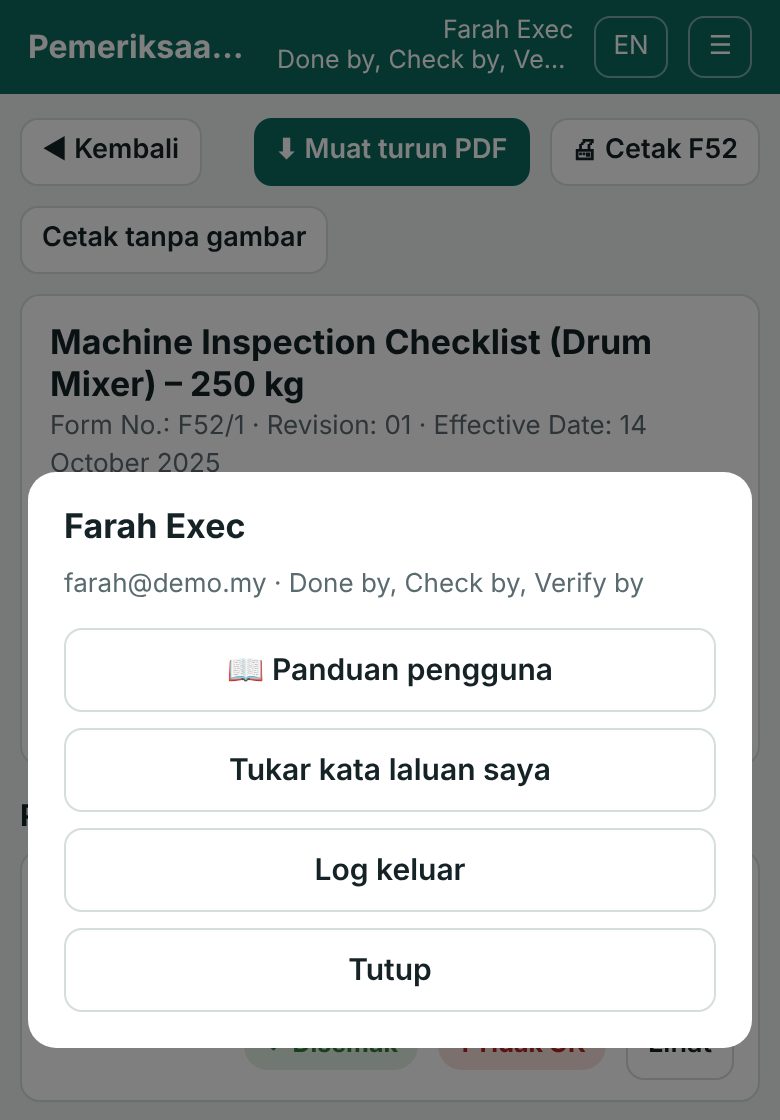 Pemeriksaa...
Farah Exec
Done by, Check by, Ve...
EN
☰
◀ Kembali
⬇ Muat turun PDF
🖨 Cetak F52
Cetak tanpa gambar
Machine Inspection Checklist (Drum
Mixer) – 250 kg
Form No.: F52/1 · Revision: 01 · Effective Date: 14
October 2025
Farah Exec
farah@demo.my · Done by, Check by, Verify by
📖 Panduan pengguna
Tukar kata laluan saya
Log keluar
Tutup